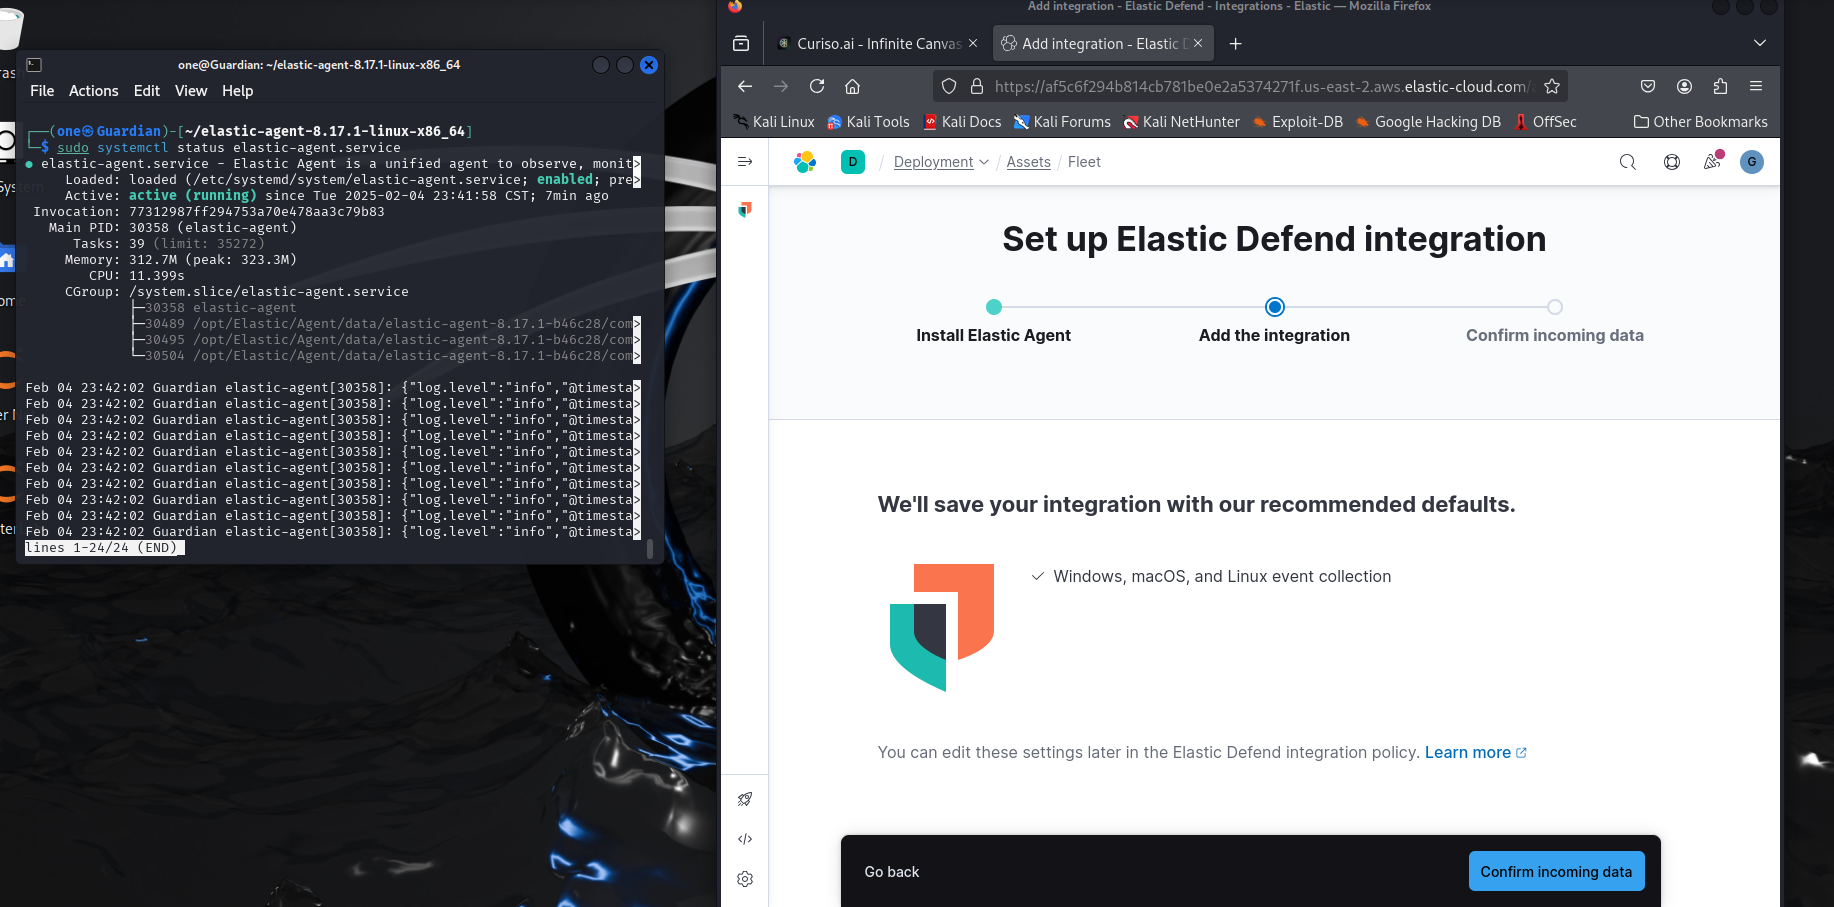 one@Guardian: ~/elastic-agent-8.17.1-linux-x86_64
File Actions Edit View Help
┌──(one㉿Guardian)-[~/elastic-agent-8.17.1-linux-x86_64]
└─$ sudo systemctl status elastic-agent.service
● elastic-agent.service - Elastic Agent is a unified agent to observe, monit>
Loaded: loaded (/etc/systemd/system/elastic-agent.service; enabled; pre>
Active: active (running) since Tue 2025-02-04 23:41:58 CST; 7min ago
Invocation: 77312987ff294753a70e478aa3c79b83
Main PID: 30358 (elastic-agent)
Tasks: 39 (limit: 35272)
Memory: 312.7M (peak: 323.3M)
CPU: 11.399s
CGroup: /system.slice/elastic-agent.service
├─30358 elastic-agent
├─30489 /opt/Elastic/Agent/data/elastic-agent-8.17.1-b46c28/com>
├─30495 /opt/Elastic/Agent/data/elastic-agent-8.17.1-b46c28/com>
└─30504 /opt/Elastic/Agent/data/elastic-agent-8.17.1-b46c28/com>
Feb 04 23:42:02 Guardian elastic-agent[30358]: {"log.level":"info","@timesta>
Feb 04 23:42:02 Guardian elastic-agent[30358]: {"log.level":"info","@timesta>
Feb 04 23:42:02 Guardian elastic-agent[30358]: {"log.level":"info","@timesta>
Feb 04 23:42:02 Guardian elastic-agent[30358]: {"log.level":"info","@timesta>
Feb 04 23:42:02 Guardian elastic-agent[30358]: {"log.level":"info","@timesta>
Feb 04 23:42:02 Guardian elastic-agent[30358]: {"log.level":"info","@timesta>
Feb 04 23:42:02 Guardian elastic-agent[30358]: {"log.level":"info","@timesta>
Feb 04 23:42:02 Guardian elastic-agent[30358]: {"log.level":"info","@timesta>
Feb 04 23:42:02 Guardian elastic-agent[30358]: {"log.level":"info","@timesta>
Feb 04 23:42:02 Guardian elastic-agent[30358]: {"log.level":"info","@timesta>
lines 1-24/24 (END)
Add integration - Elastic Defend - Integrations - Elastic — Mozilla Firefox
Curiso.ai - Infinite Canvas
Add integration - Elastic D
https://af5c6f294b814cb781be0e2a5374271f.us-east-2.aws.elastic-cloud.com/
Kali Linux Kali Tools Kali Docs Kali Forums Kali NetHunter Exploit-DB Google Hacking DB OffSec Other Bookmarks
D / Deployment / Assets / Fleet G
Set up Elastic Defend integration
Install Elastic Agent Add the integration Confirm incoming data
We'll save your integration with our recommended defaults.
Windows, macOS, and Linux event collection
You can edit these settings later in the Elastic Defend integration policy. Learn more
Go back Confirm incoming data